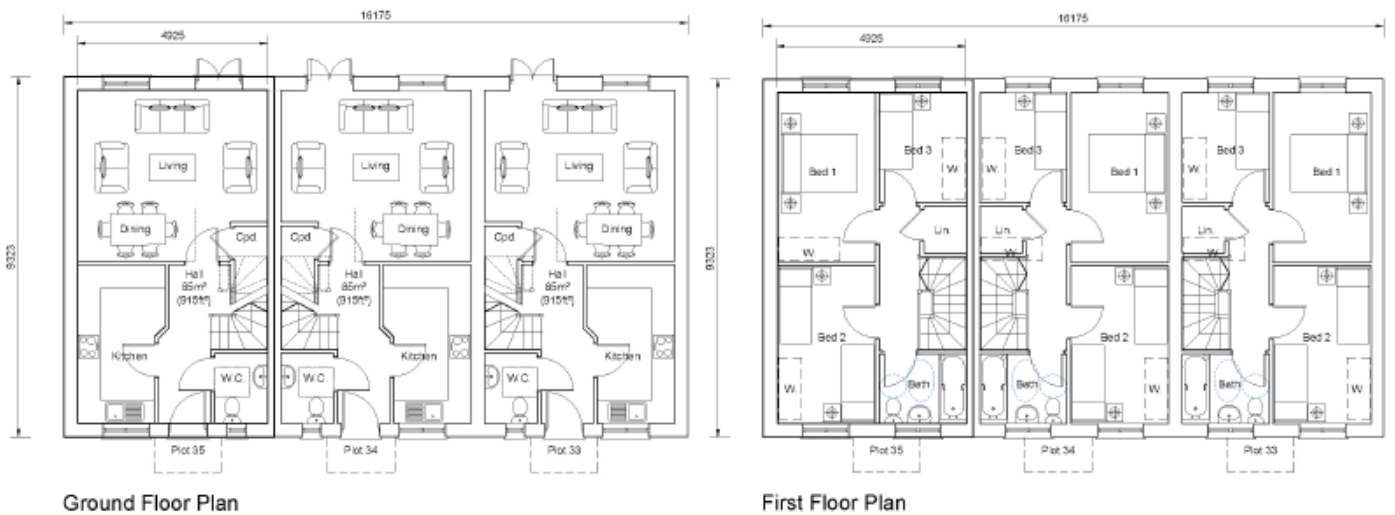 16175
16175
4925
4925
9323
9323
Living
Living
Living
Dining
Dining
Dining
Cpd.
Cpd.
Cpd.
Hall
85m²
(915ft²)
Hall
85m²
(915ft²)
Hall
85m²
(915ft²)
Kitchen
Kitchen
Kitchen
W.C.
W.C.
W.C.
Plot 35
Plot 34
Plot 33
Ground Floor Plan
Bed 1
Bed 3
Bed 3
Bed 1
Bed 3
Bed 1
W.
W.
W.
Lin.
Lin.
Lin.
W.
W.
W.
Bed 2
Bed 2
Bed 2
W.
W.
W.
Bath
Bath
Bath
Plot 35
Plot 34
Plot 33
First Floor Plan